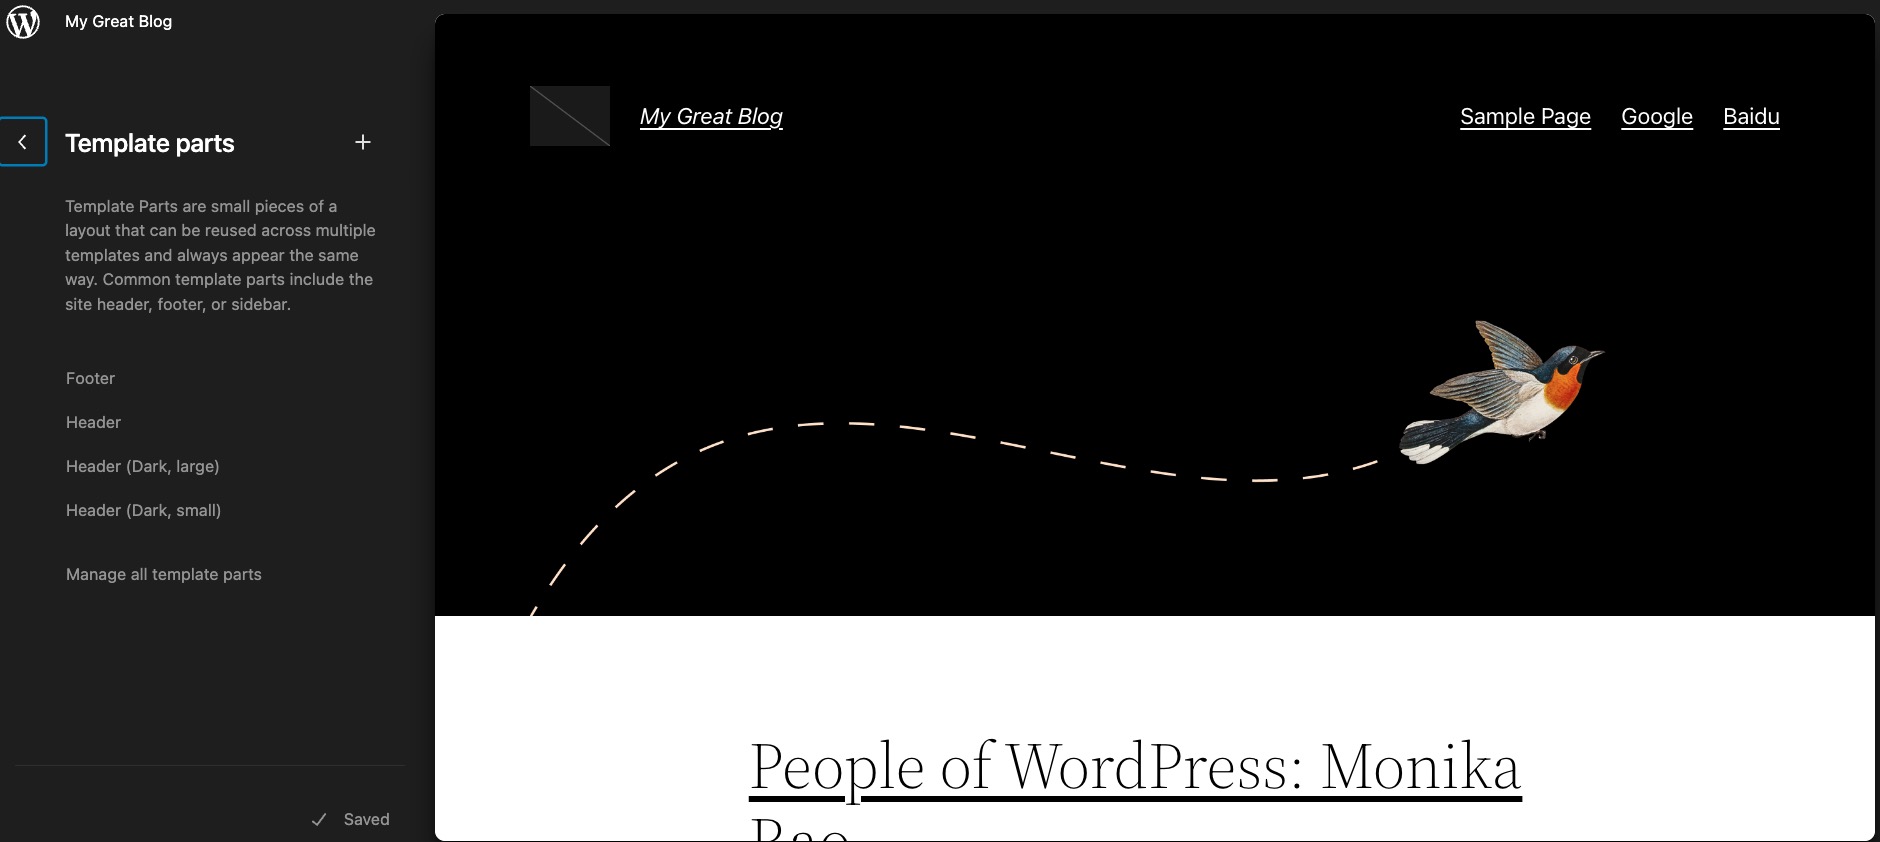 My Great Blog
Template parts
Template Parts are small pieces of a
layout that can be reused across multiple
templates and always appear the same
way. Common template parts include the
site header, footer, or sidebar.
Footer
Header
Header (Dark, large)
Header (Dark, small)
Manage all template parts
Saved
My Great Blog
Sample Page Google Baidu
People of WordPress: Monika
Rao